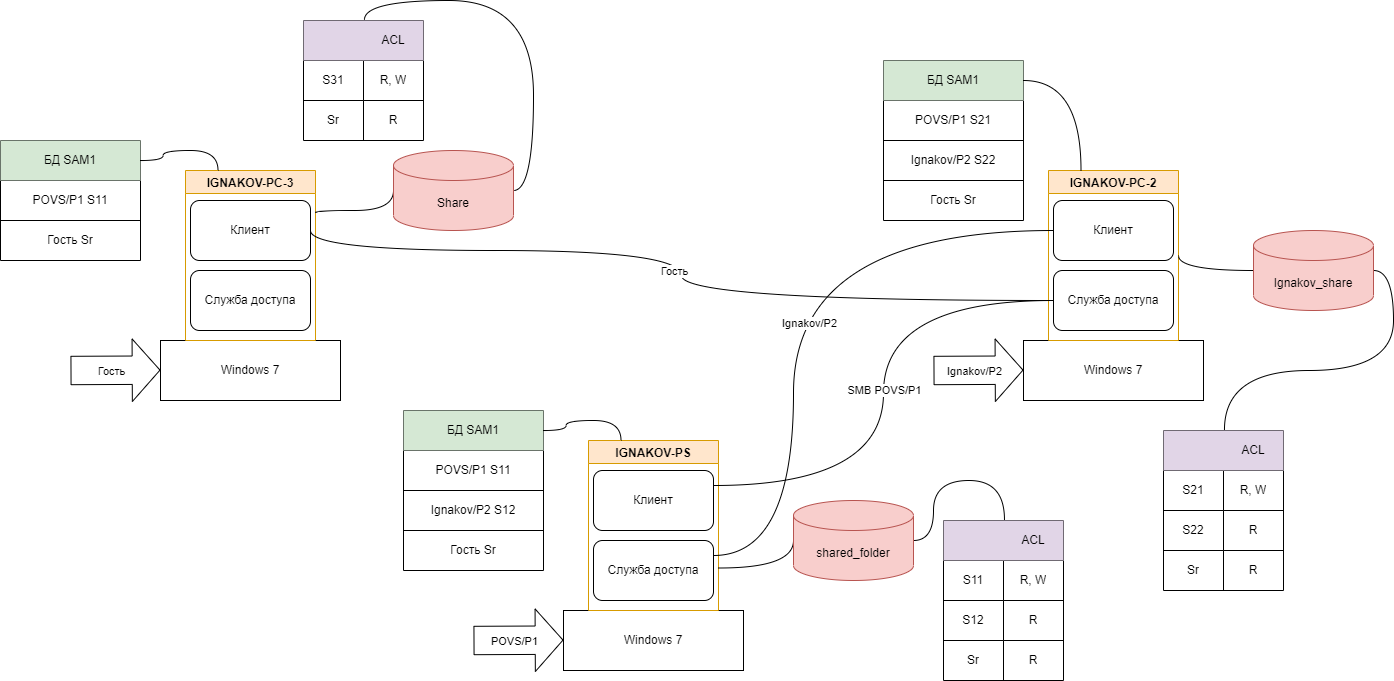 ACL
S31 R, W
Sr R
БД SAM1
POVS/P1 S11
Гость Sr
IGNAKOV-PC-3
Клиент
Служба доступа
Windows 7
Гость
Share
Гость
БД SAM1
POVS/P1 S21
Ignakov/P2 S22
Гость Sr
IGNAKOV-PC-2
Клиент
Служба доступа
Windows 7
Ignakov/P2
Ignakov_share
Ignakov/P2
SMB POVS/P1
ACL
S21 R, W
S22 R
Sr R
БД SAM1
POVS/P1 S11
Ignakov/P2 S12
Гость Sr
IGNAKOV-PS
Клиент
Служба доступа
Windows 7
POVS/P1
shared_folder
ACL
S11 R, W
S12 R
Sr R